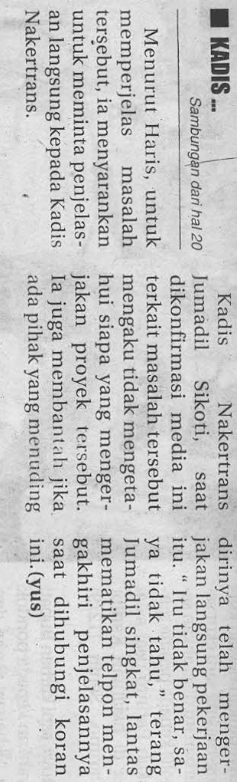 ■ KADIS ...
Sambungan dari hal 20
Menurut Haris, untuk
memperjelas masalah
tersebut, ia menyarankan
untuk meminta penjelas-
an langsung kepada Kadis
Nakertrans.
Kadis Nakertrans
Jumadil Sikoti, saat
dikonfirmasi media ini
terkait masalah tersebut
mengaku tidak mengeta-
hui siapa yang menger-
jakan proyek tersebut.
Ia juga membantah jika
ada pihak yang menuding
dirinya telah menger-
jakan langsung pekerjaan
itu. “ Itu tidak benar, sa-
ya tidak tahu,” terang
Jumadil singkat, lantas
mematikan telpon men-
gakhiri penjelasannya
saat dihubungi koran
ini.(yus)